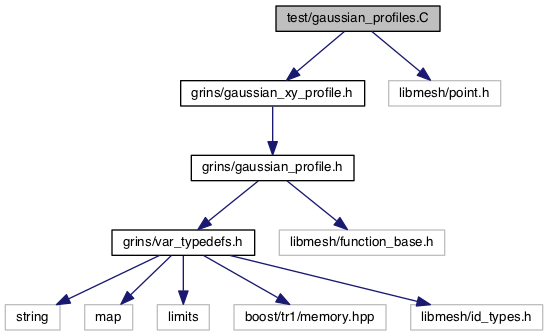 test/gaussian_profiles.C
grins/gaussian_xy_profile.h
libmesh/point.h
grins/gaussian_profile.h
grins/var_typedefs.h
libmesh/function_base.h
string
map
limits
boost/tr1/memory.hpp
libmesh/id_types.h